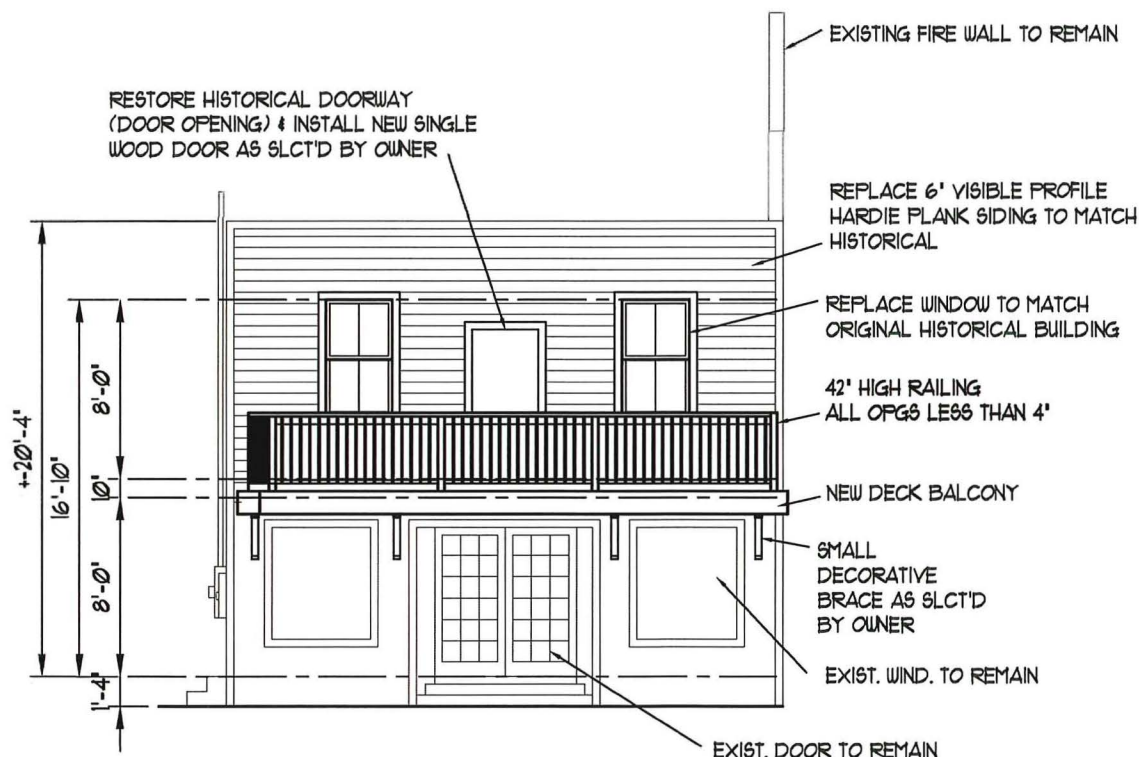 EXISTING FIRE WALL TO REMAIN
RESTORE HISTORICAL DOORWAY
(DOOR OPENING) & INSTALL NEW SINGLE
WOOD DOOR AS SLCT'D BY OWNER
REPLACE 6" VISIBLE PROFILE
HARDIE PLANK SIDING TO MATCH
HISTORICAL
REPLACE WINDOW TO MATCH
ORIGINAL HISTORICAL BUILDING
42" HIGH RAILING
ALL OPGS LESS THAN 4"
NEW DECK BALCONY
SMALL
DECORATIVE
BRACE AS SLCT'D
BY OWNER
EXIST. WIND. TO REMAIN
EXIST. DOOR TO REMAIN
+-20'-4"
16'-10"
8'-0"
10"
8'-0"
1'-4"